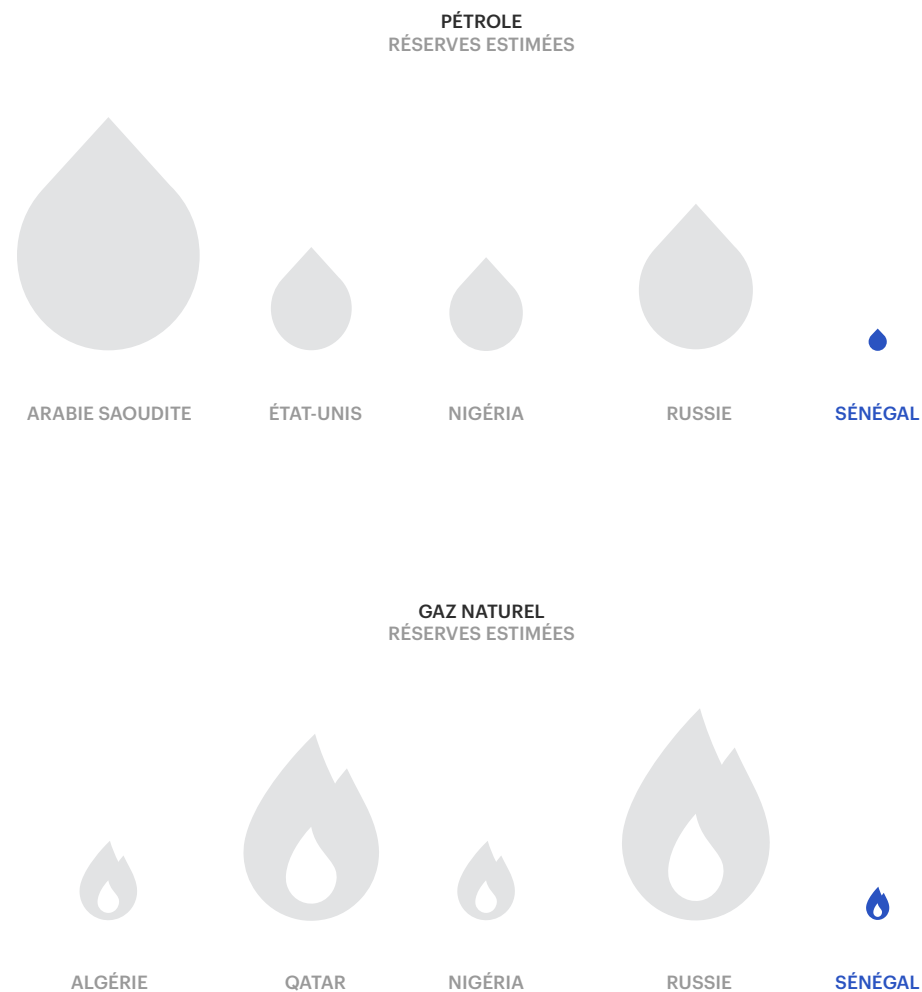 PÉTROLE
RÉSERVES ESTIMÉES
ARABIE SAOUDITE
ÉTAT-UNIS
NIGÉRIA
RUSSIE
SÉNÉGAL
GAZ NATUREL
RÉSERVES ESTIMÉES
ALGÉRIE
QATAR
NIGÉRIA
RUSSIE
SÉNÉGAL